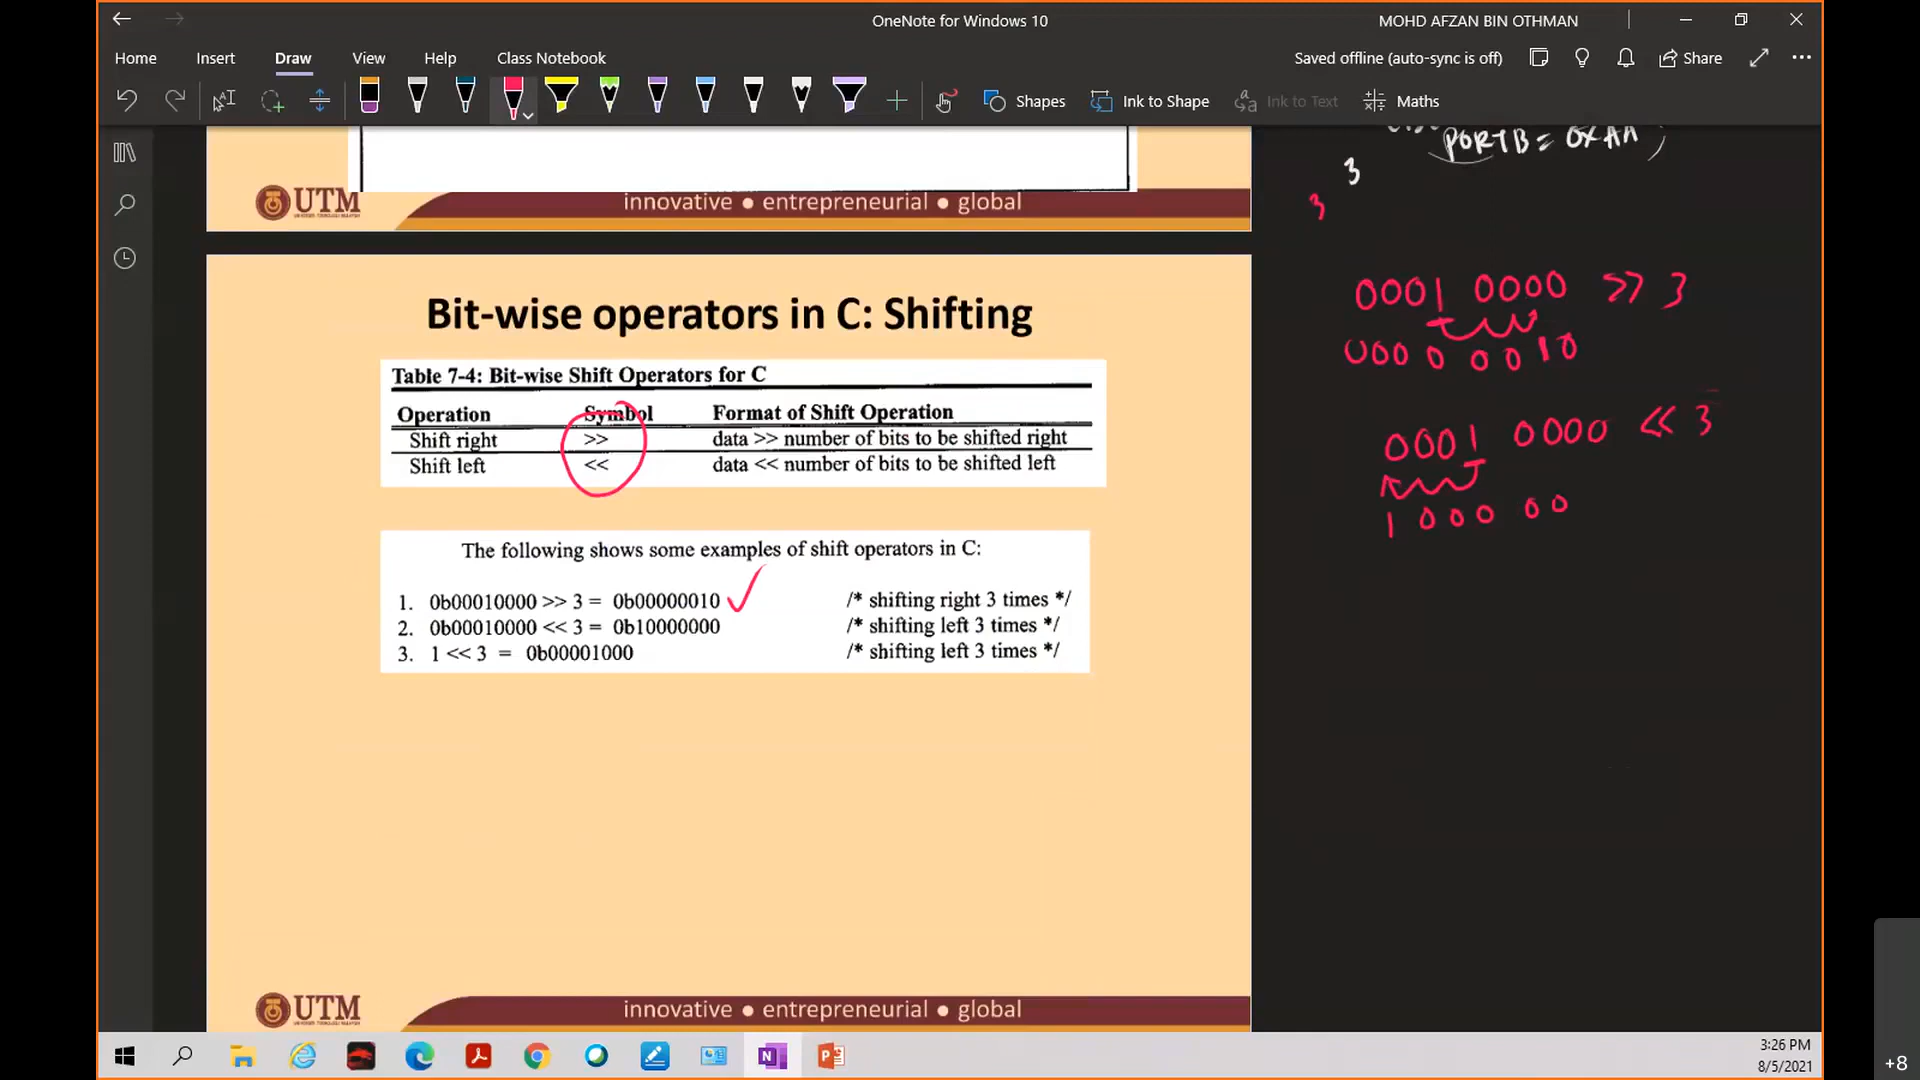 OneNote for Windows 10
MOHD AFZAN BIN OTHMAN
Home Insert Draw View Help Class Notebook
Saved offline (auto-sync is off) Share
Shapes Ink to Shape Ink to Text Maths
PORTB = 0XAA
3
3
UTM innovative ● entrepreneurial ● global
Bit-wise operators in C: Shifting
Table 7-4: Bit-wise Shift Operators for C
Operation Symbol Format of Shift Operation
Shift right >> data >> number of bits to be shifted right
Shift left << data << number of bits to be shifted left
The following shows some examples of shift operators in C:
1. 0b00010000 >> 3 = 0b00000010 /* shifting right 3 times */
2. 0b00010000 << 3 = 0b10000000 /* shifting left 3 times */
3. 1 << 3 = 0b00001000 /* shifting left 3 times */
0001 0000 >> 3
0000 0010
0001 0000 << 3
1000 00
UTM innovative ● entrepreneurial ● global
3:26 PM
8/5/2021
+8